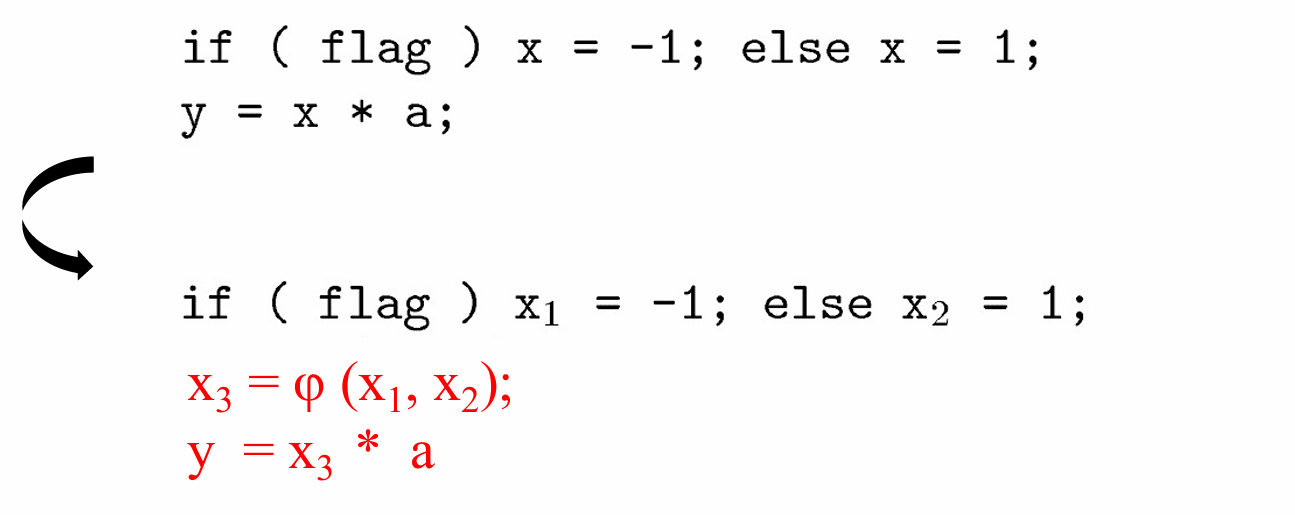 if ( flag ) x = -1; else x = 1;
y = x * a;
if ( flag ) x₁ = -1; else x₂ = 1;
x₃ = φ (x₁, x₂);
y = x₃ * a